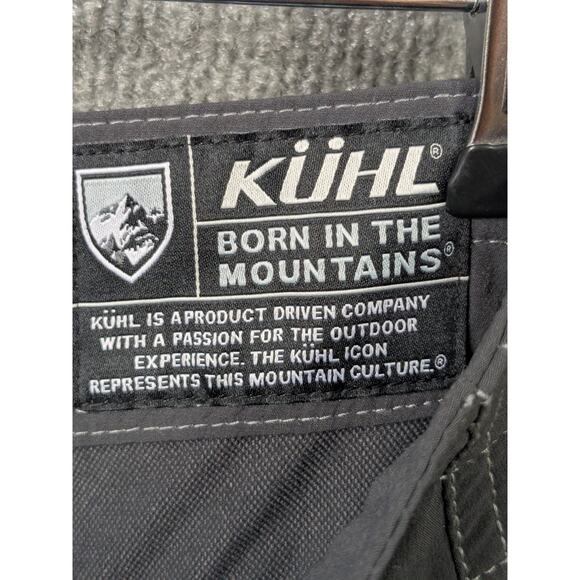 KÜHL®
BORN IN THE
MOUNTAINS®
KÜHL IS A PRODUCT DRIVEN COMPANY
WITH A PASSION FOR THE OUTDOOR
EXPERIENCE. THE KÜHL ICON
REPRESENTS THIS MOUNTAIN CULTURE.®